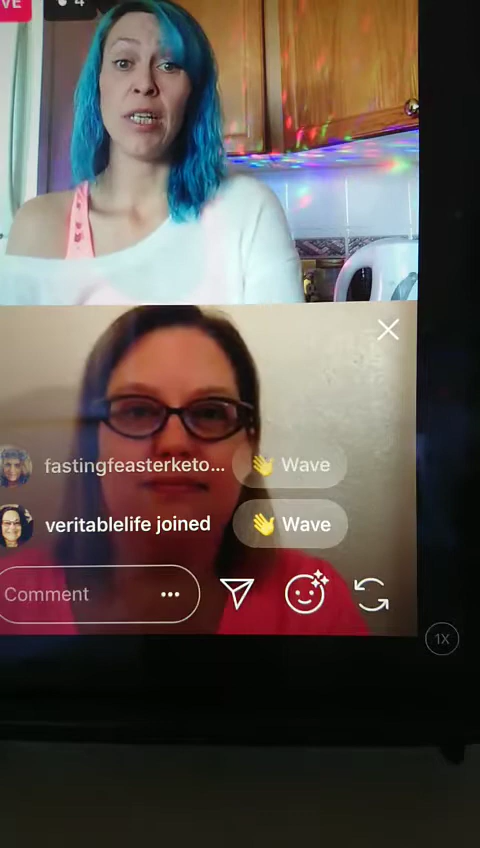 VE
4
fastingfeasterketo...
Wave
veritablelife joined
Wave
Comment
1X